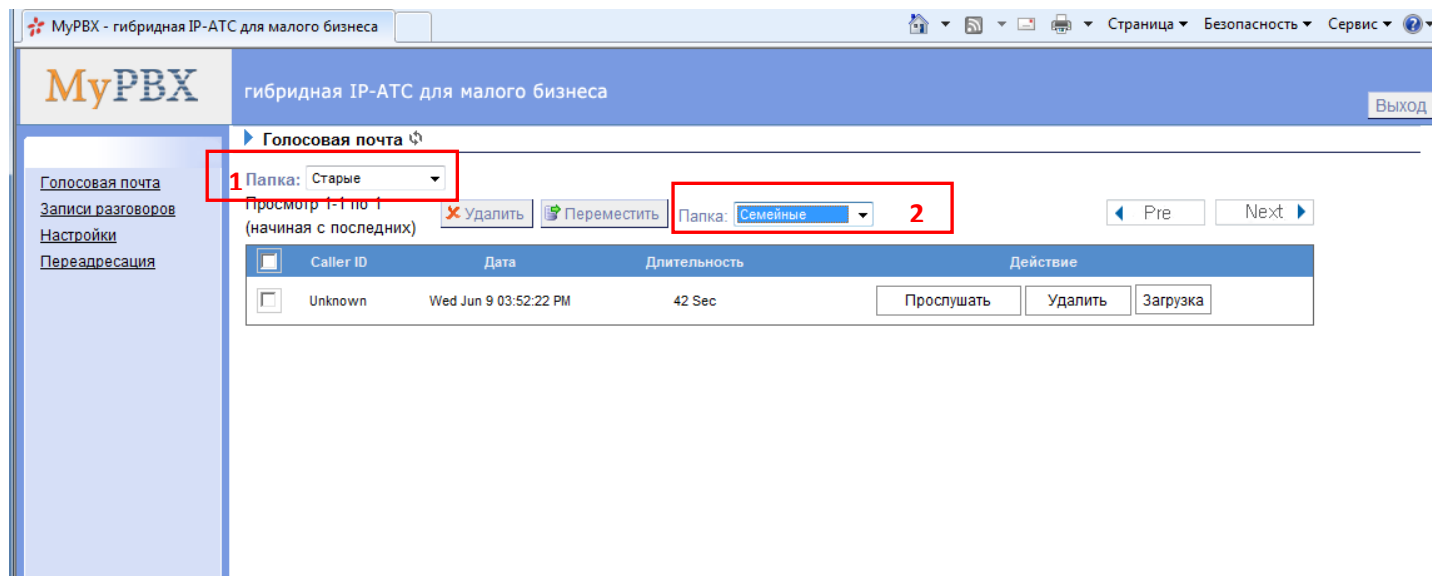 MyPBX - гибридная IP-АТС для малого бизнеса
Страница Безопасность Сервис
MyPBX
гибридная IP-АТС для малого бизнеса
Выход
Голосовая почта
Голосовая почта
Записи разговоров
Настройки
Переадресация
1 Папка: Старые
Просмотр 1-1 по 1
(начиная с последних)
Удалить Переместить Папка: Семейные 2 Pre Next
Caller ID Дата Длительность Действие
Unknown Wed Jun 9 03:52:22 PM 42 Sec Прослушать Удалить Загрузка